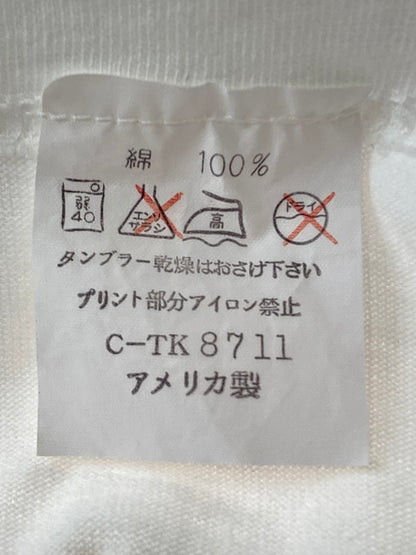 綿 100%
弱 40 エンソ サラシ 高 ドライ
タンブラー乾燥はおさげ下さい
プリント部分アイロン禁止
C-TK 8711
アメリカ製